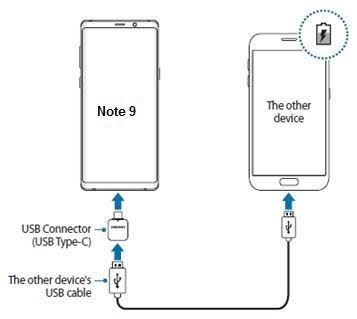 Note 9
The other
device
USB Connector
(USB Type-C)
The other device's
USB cable